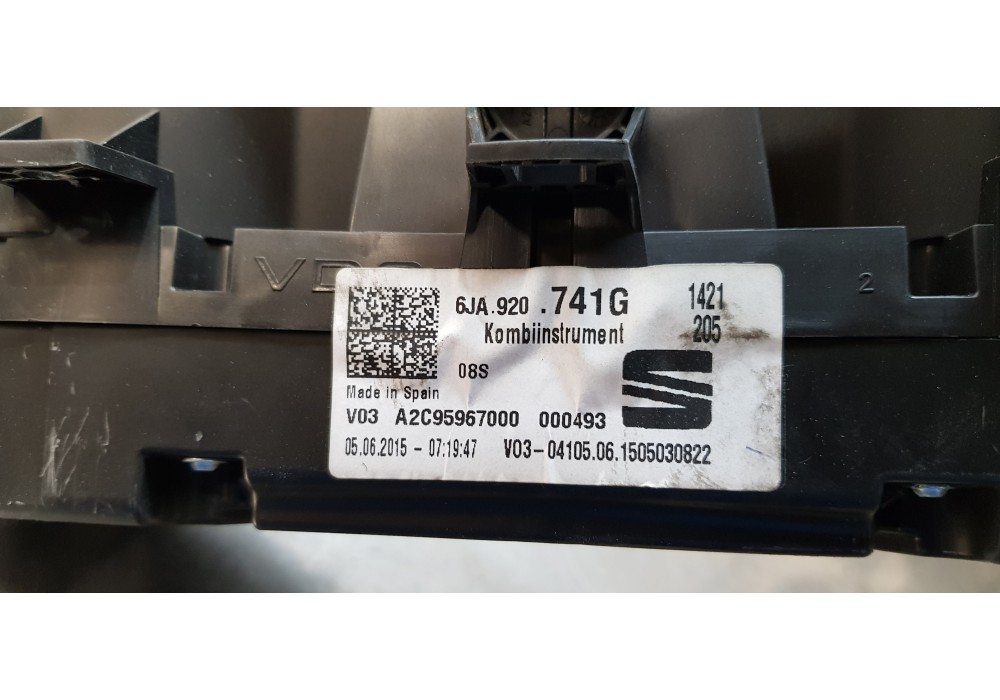 VDO
2
6JA.920 .741G 1421
Kombiinstrument 205
08S
Made in Spain
V03 A2C95967000 000493
05.06.2015 - 07:19:47 V03-04105.06.1505030822